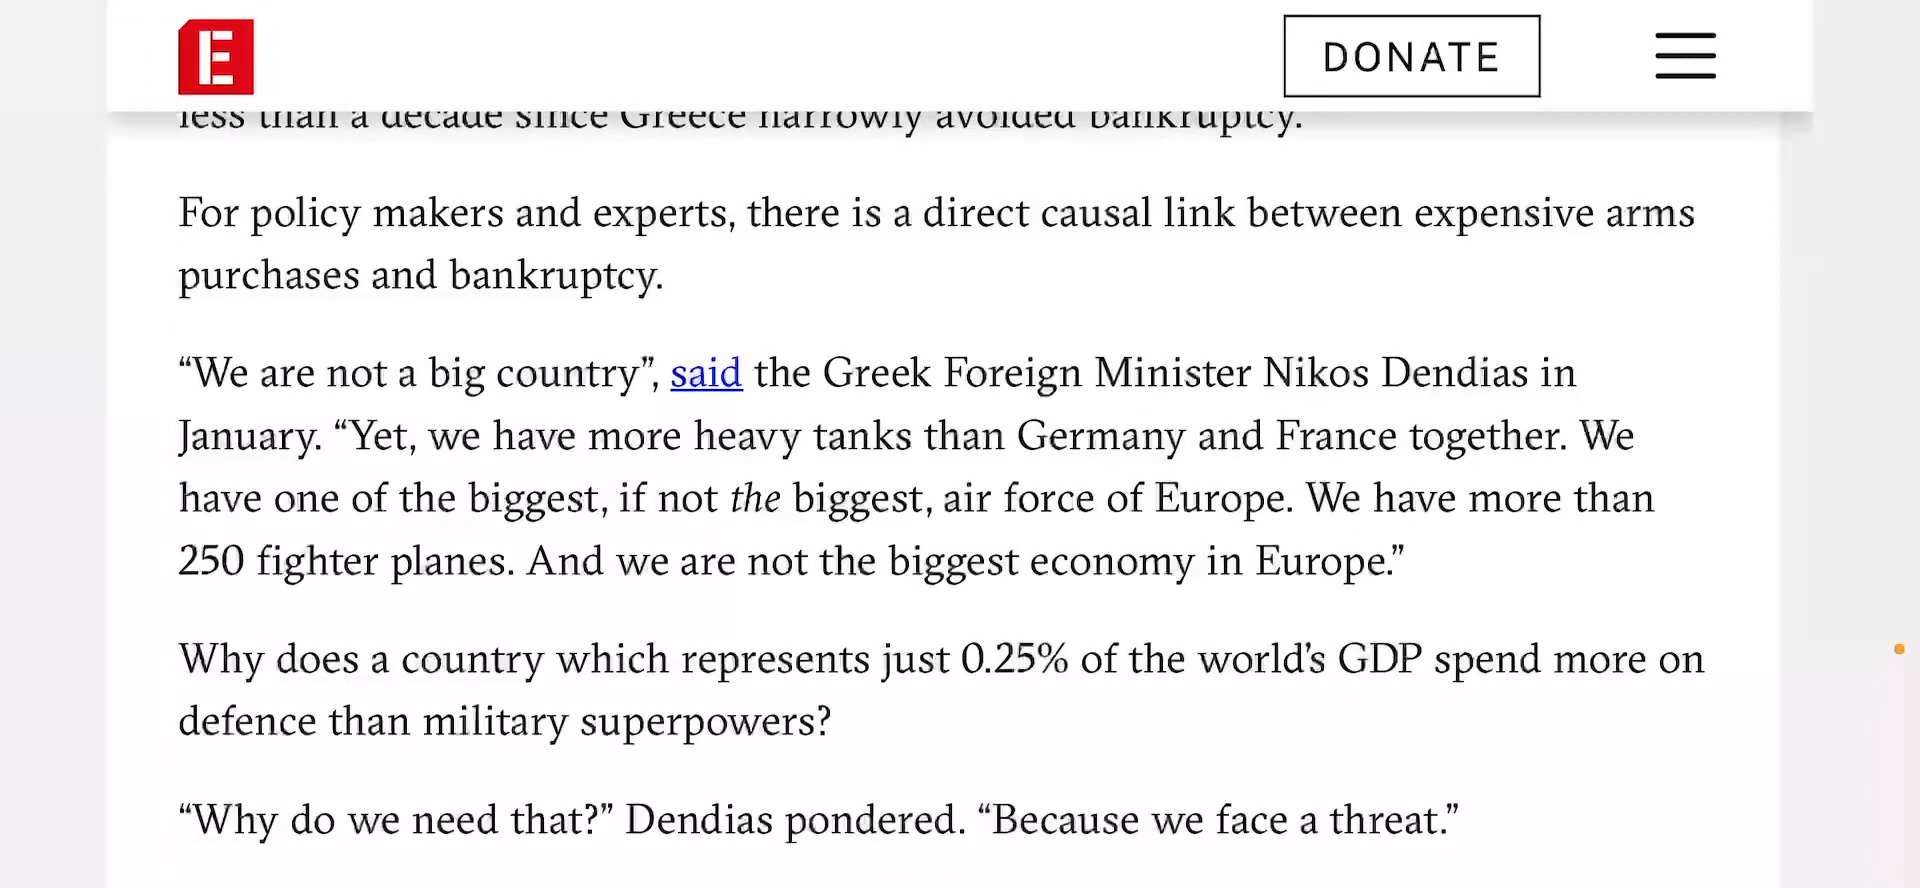 E
DONATE
less than a decade since Greece narrowly avoided bankruptcy.
For policy makers and experts, there is a direct causal link between expensive arms
purchases and bankruptcy.
“We are not a big country”, said the Greek Foreign Minister Nikos Dendias in
January. “Yet, we have more heavy tanks than Germany and France together. We
have one of the biggest, if not the biggest, air force of Europe. We have more than
250 fighter planes. And we are not the biggest economy in Europe.”
Why does a country which represents just 0.25% of the world’s GDP spend more on
defence than military superpowers?
“Why do we need that?” Dendias pondered. “Because we face a threat.”